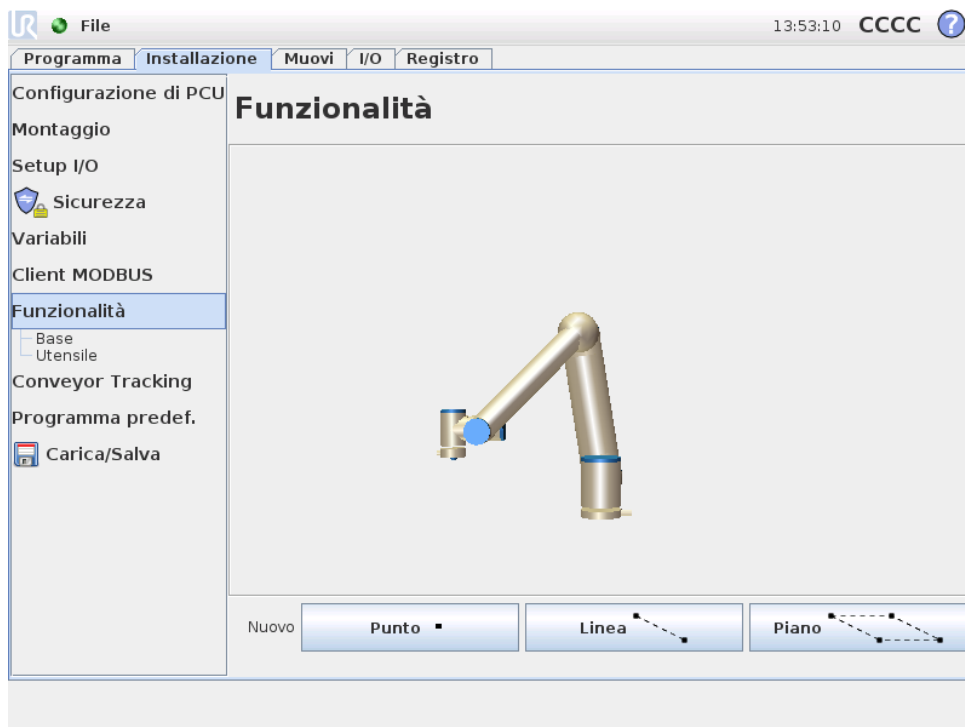 UR File 13:53:10 CCCC ?
Programma Installazione Muovi I/O Registro
Configurazione di PCU
Montaggio
Setup I/O
Sicurezza
Variabili
Client MODBUS
Funzionalità
Base
Utensile
Conveyor Tracking
Programma predef.
Carica/Salva
Funzionalità
Nuovo Punto Linea Piano